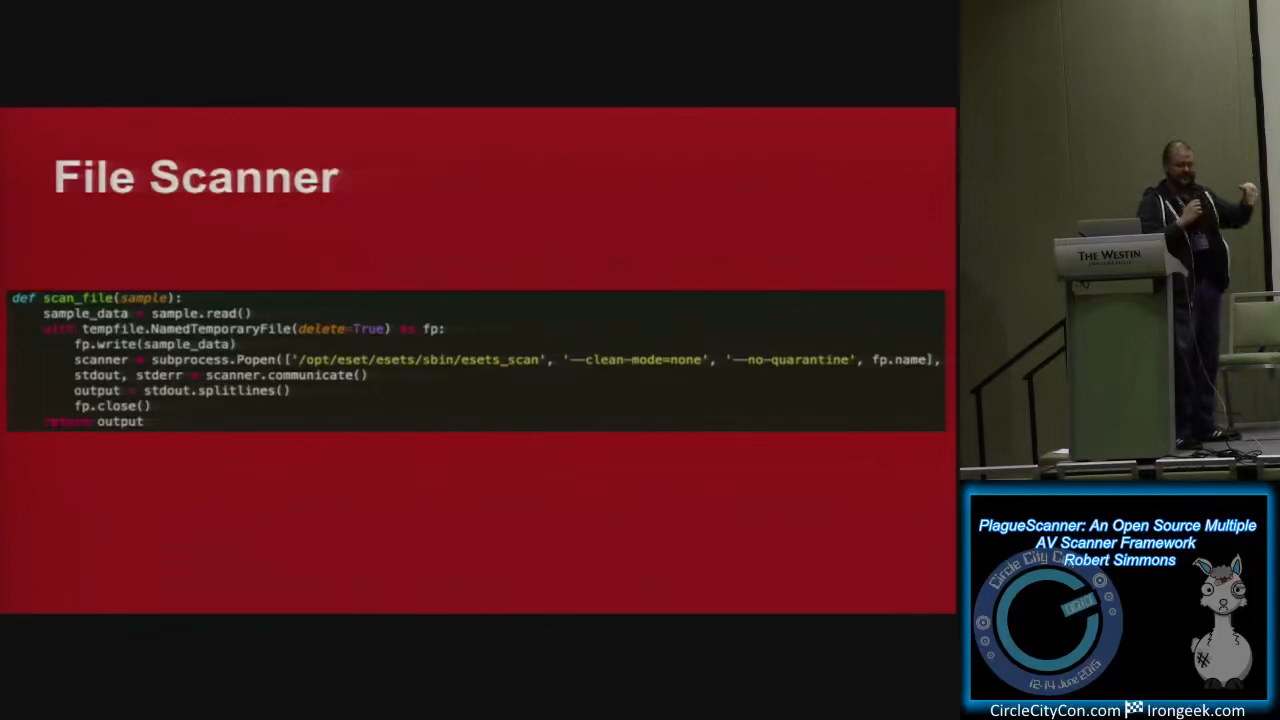 File Scanner
def scan_file(sample):
sample_data = sample.read()
with tempfile.NamedTemporaryFile(delete=True) as fp:
fp.write(sample_data)
scanner = subprocess.Popen(['/opt/eset/esets/sbin/esets_scan', '--clean-mode=none', '--no-quarantine', fp.name],
stdout, stderr = scanner.communicate()
output = stdout.splitlines()
fp.close()
return output
THE WESTIN
PlagueScanner: An Open Source Multiple
AV Scanner Framework
Robert Simmons
Circle City Con
12-14 June 2015
CircleCityCon.com Irongeek.com